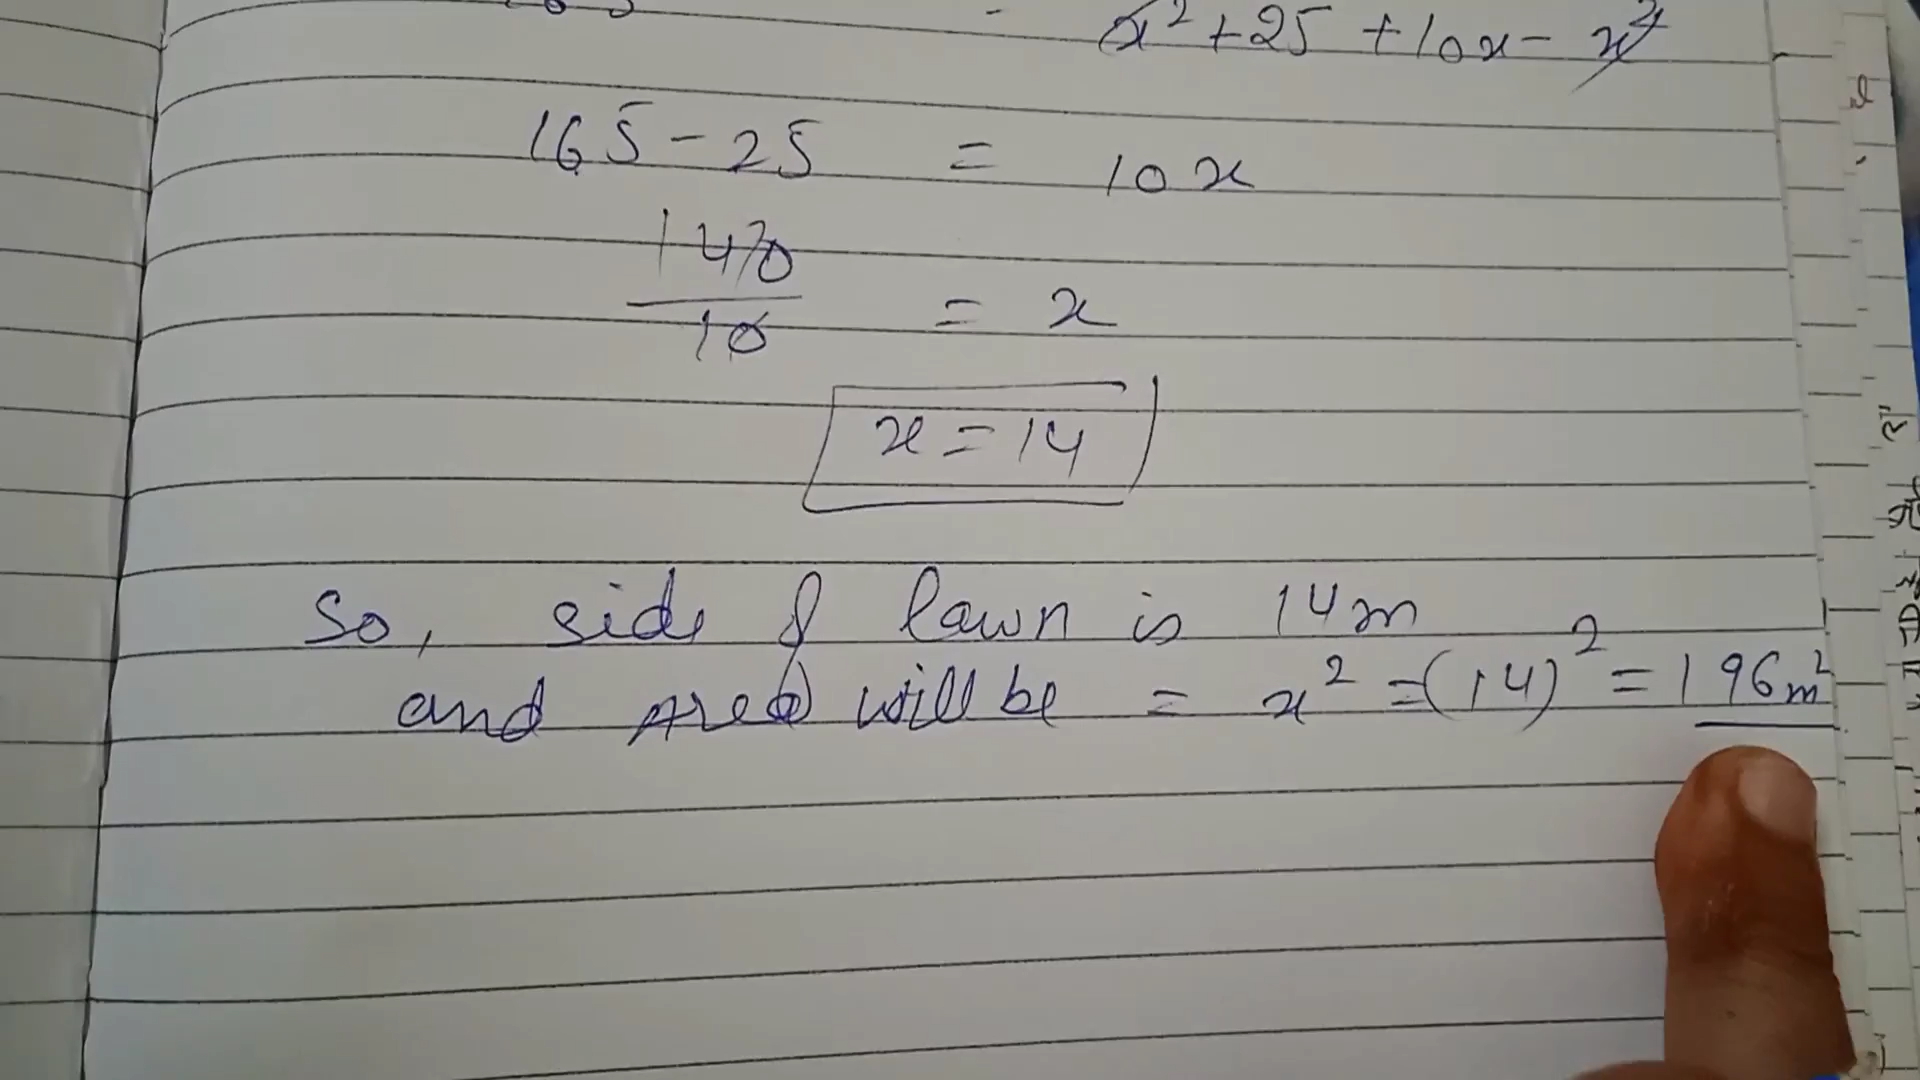 = x² + 25 + 10x - x²
165 - 25 = 10x
140/10 = x
x = 14
So, side of lawn is 14m
and area will be = x² = (14)² = 196m²